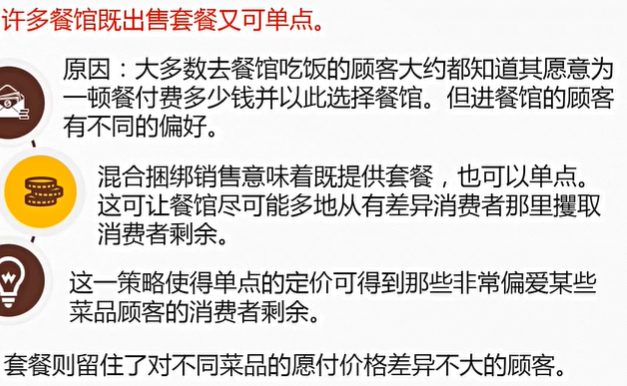 许多餐馆既出售套餐又可单点。
原因：大多数去餐馆吃饭的顾客大约都知道其愿意为
一顿餐付费多少钱并以此选择餐馆。但进餐馆的顾客
有不同的偏好。
混合捆绑销售意味着既提供套餐，也可以单点。
这可让餐馆尽可能多地从有差异消费者那里攫取
消费者剩余。
这一策略使得单点的定价可得到那些非常偏爱某些
菜品顾客的消费者剩余。
套餐则留住了对不同菜品的愿付价格差异不大的顾客。